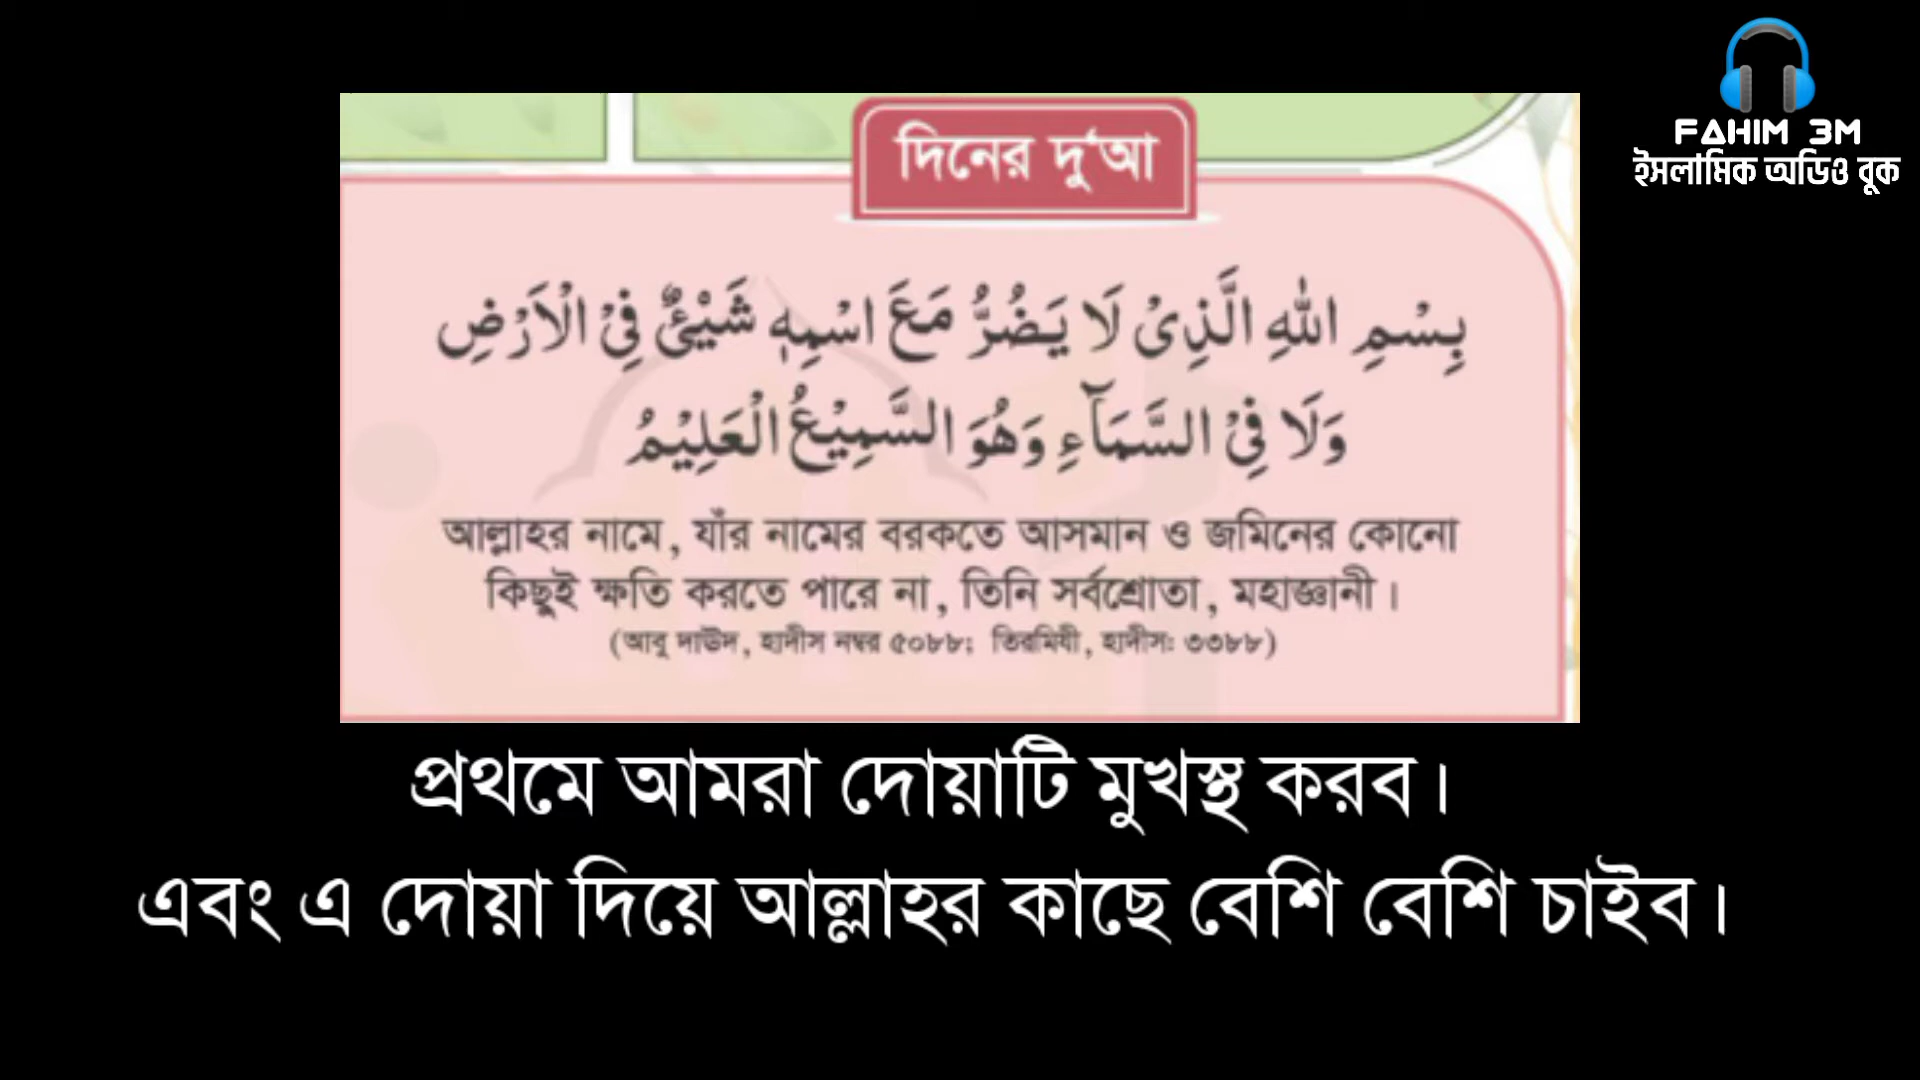 FAHIM 3M
ইসলামিক অডিও বুক
দিনের দু‘আ
بِسْمِ اللهِ الَّذِىْ لَا يَضُرُّ مَعَ اسْمِهٖ شَيْئٌ فِىْ الْاَرْضِ
وَلَا فِىْ السَّمَآءِ وَهُوَ السَّمِيْعُ الْعَلِيْمُ
আল্লাহর নামে, যাঁর নামের বরকতে আসমান ও জমিনের কোনো
কিছুই ক্ষতি করতে পারে না, তিনি সর্বশ্রোতা, মহাজ্ঞানী।
(আবু দাউদ, হাদীস নম্বর ৫০৮৮; তিরমিযী, হাদীস: ৩৩৮৮)
প্রথমে আমরা দোয়াটি মুখস্থ করব।
এবং এ দোয়া দিয়ে আল্লাহর কাছে বেশি বেশি চাইব।